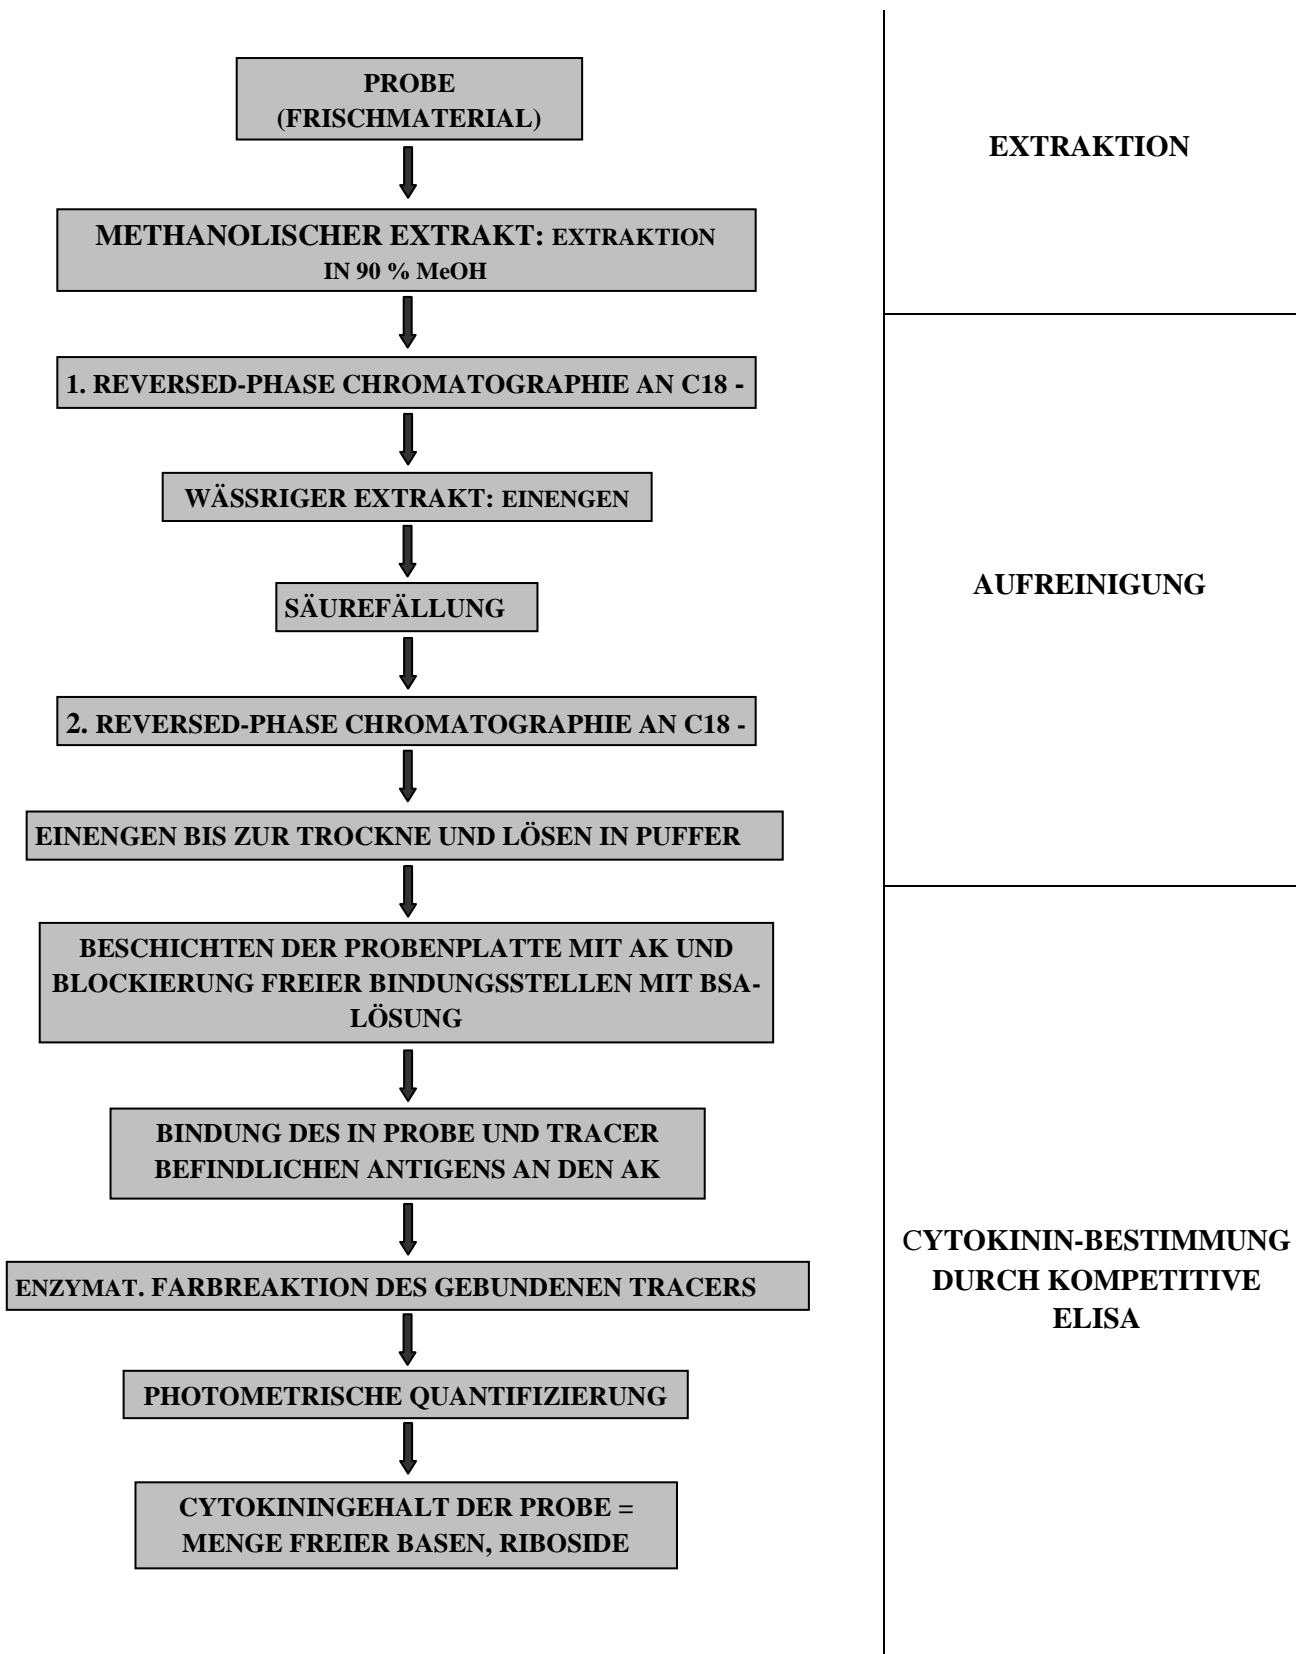 PROBE
(FRISCHMATERIAL)
EXTRAKTION
METHANOLISCHER EXTRAKT: EXTRAKTION
IN 90 % MeOH
1. REVERSED-PHASE CHROMATOGRAPHIE AN C18 -
WÄSSRIGER EXTRAKT: EINENGEN
SÄUREFÄLLUNG
AUFREINIGUNG
2. REVERSED-PHASE CHROMATOGRAPHIE AN C18 -
EINENGEN BIS ZUR TROCKNE UND LÖSEN IN PUFFER
BESCHICHTEN DER PROBENPLATTE MIT AK UND
BLOCKIERUNG FREIER BINDUNGSSTELLEN MIT BSA-
LÖSUNG
BINDUNG DES IN PROBE UND TRACER
BEFINDLICHEN ANTIGENS AN DEN AK
ENZYMAT. FARBREAKTION DES GEBUNDENEN TRACERS
CYTOKININ-BESTIMMUNG
DURCH KOMPETITIVE
ELISA
PHOTOMETRISCHE QUANTIFIZIERUNG
CYTOKININGEHALT DER PROBE =
MENGE FREIER BASEN, RIBOSIDE